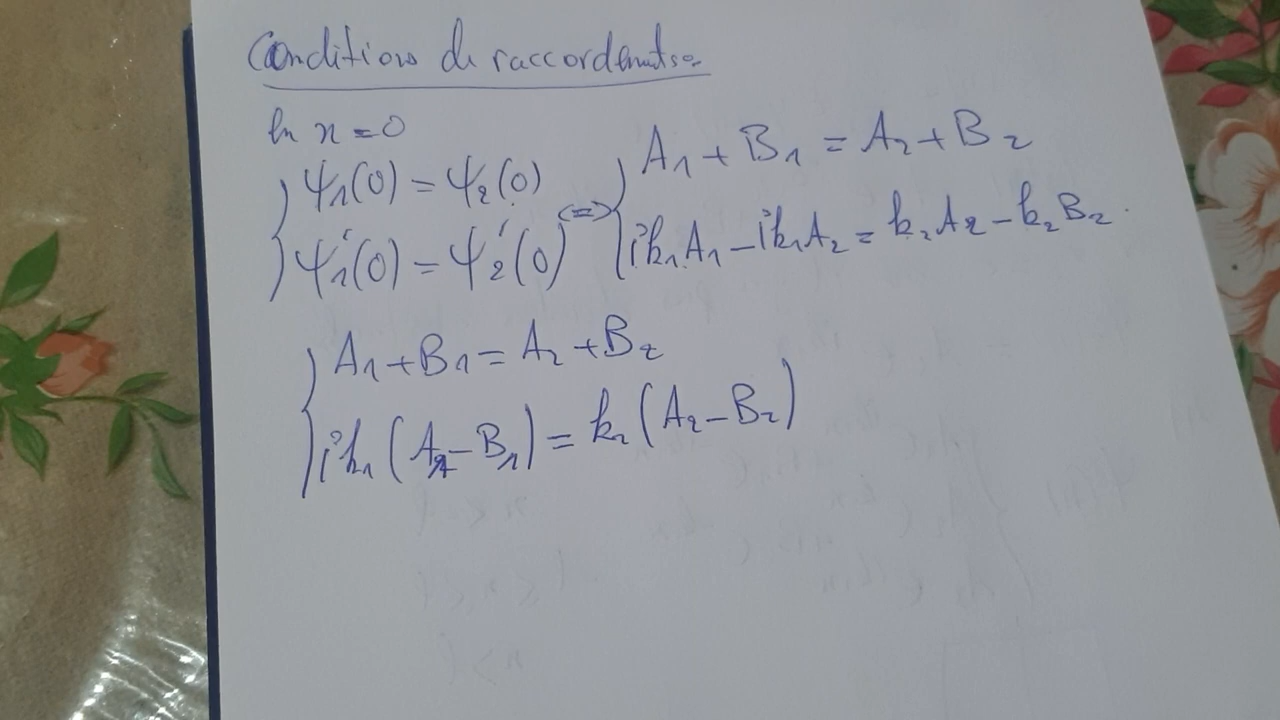 Conditions de raccordements
En x = 0
{ ψ₁(0) = ψ₂(0) <=> { A₁ + B₁ = A₂ + B₂
{ ψ'₁(0) = ψ'₂(0) { ik₁A₁ - ik₁A₂ = k₂A₂ - k₂B₂.
{ A₁ + B₁ = A₂ + B₂
{ ik₁(A₁ - B₁) = k₂(A₂ - B₂)